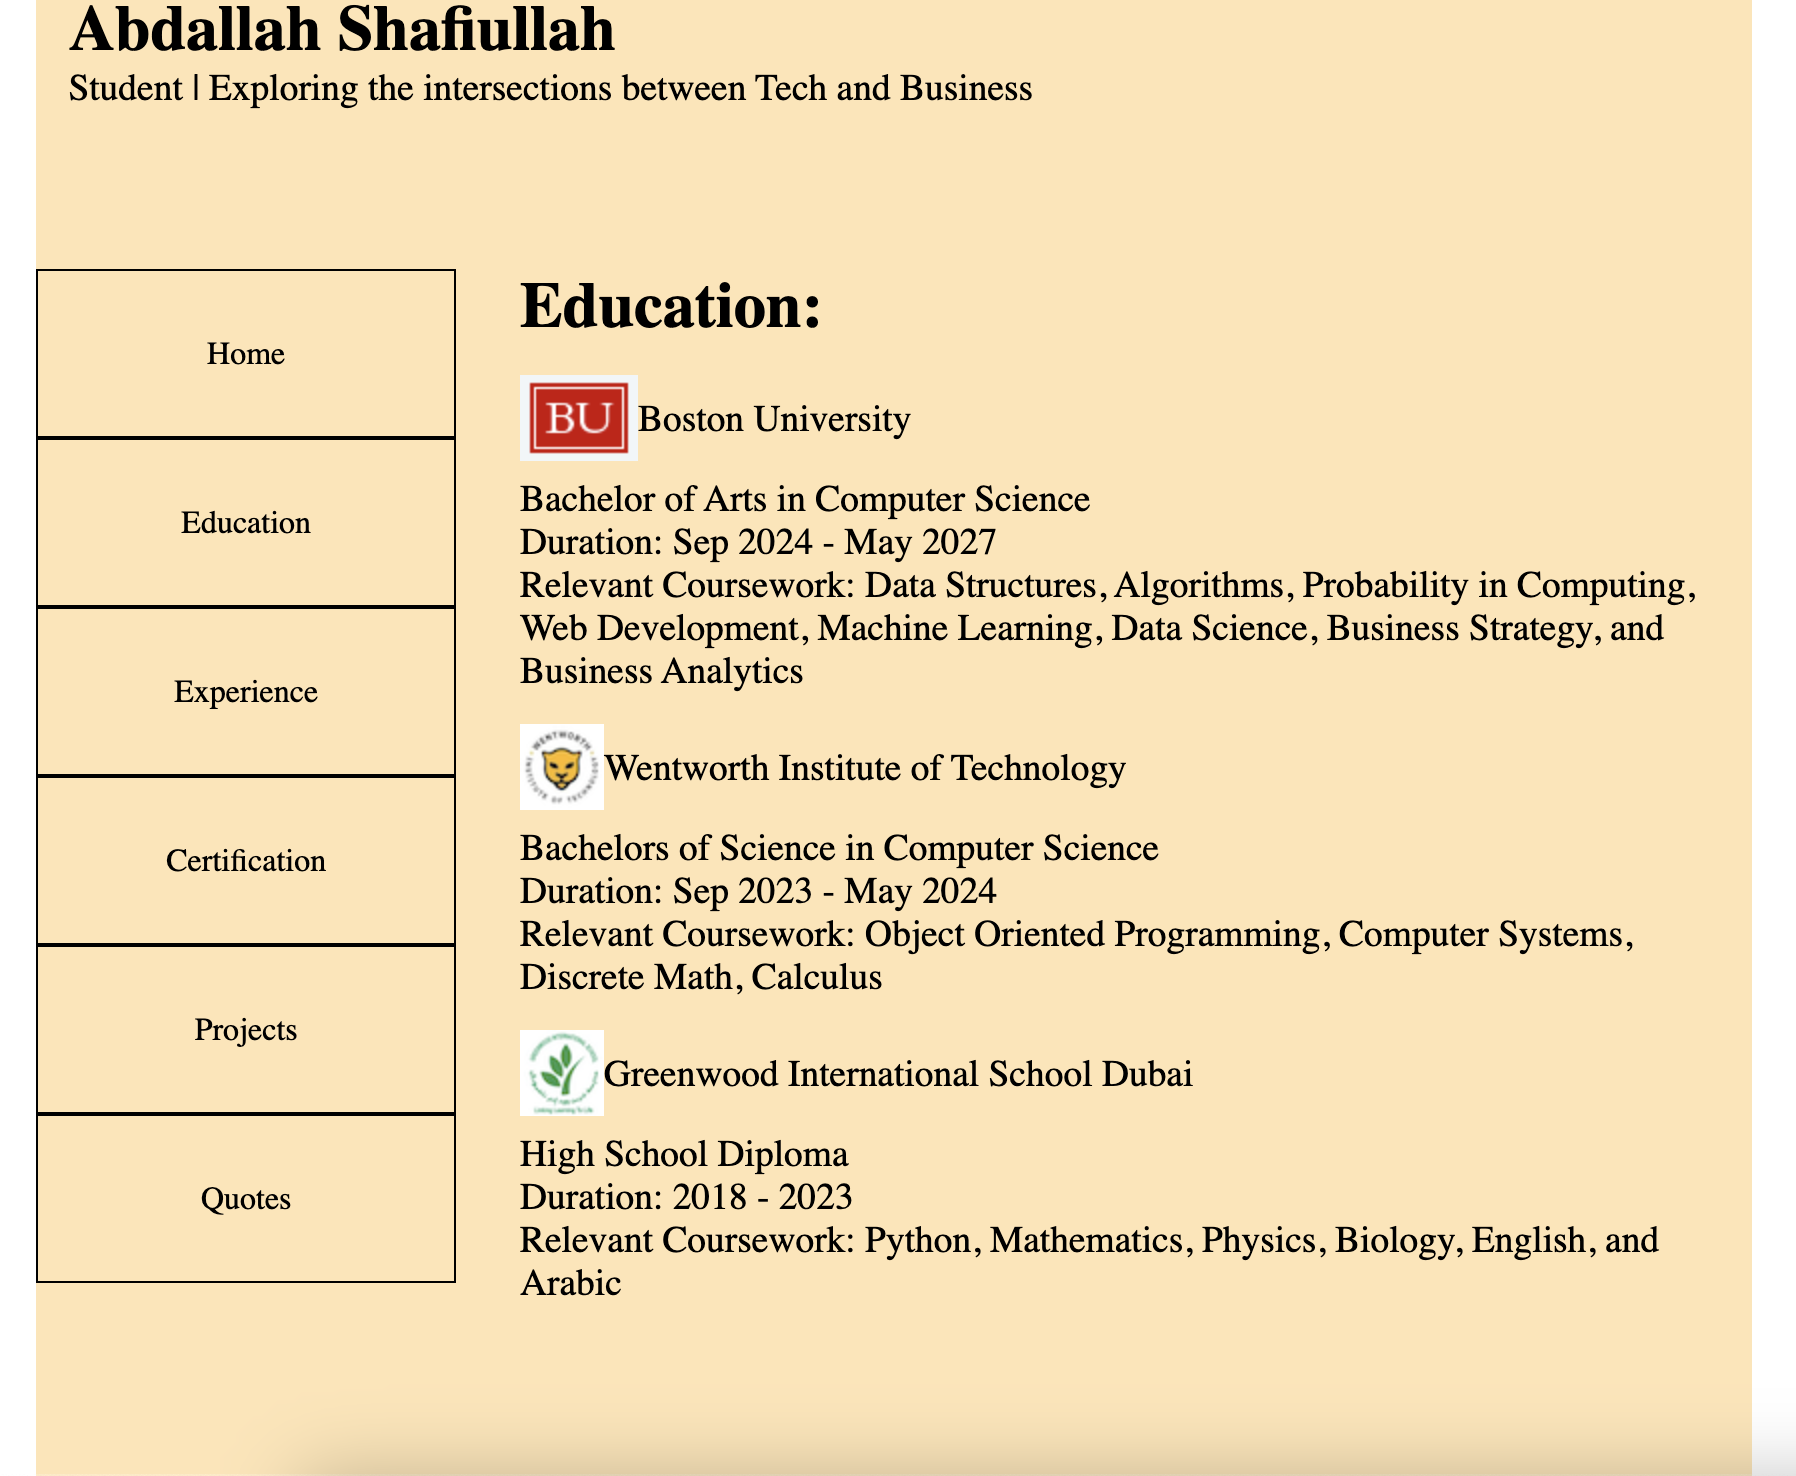 Abdallah Shafiullah
Student | Exploring the intersections between Tech and Business
Home
Education
Experience
Certification
Projects
Quotes
Education:
BU
Boston University
Bachelor of Arts in Computer Science
Duration: Sep 2024 - May 2027
Relevant Coursework: Data Structures, Algorithms, Probability in Computing,
Web Development, Machine Learning, Data Science, Business Strategy, and
Business Analytics
WENTWORTH
INSTITUTE OF TECHNOLOGY
Wentworth Institute of Technology
Bachelors of Science in Computer Science
Duration: Sep 2023 - May 2024
Relevant Coursework: Object Oriented Programming, Computer Systems,
Discrete Math, Calculus
Greenwood International School Dubai
High School Diploma
Duration: 2018 - 2023
Relevant Coursework: Python, Mathematics, Physics, Biology, English, and
Arabic